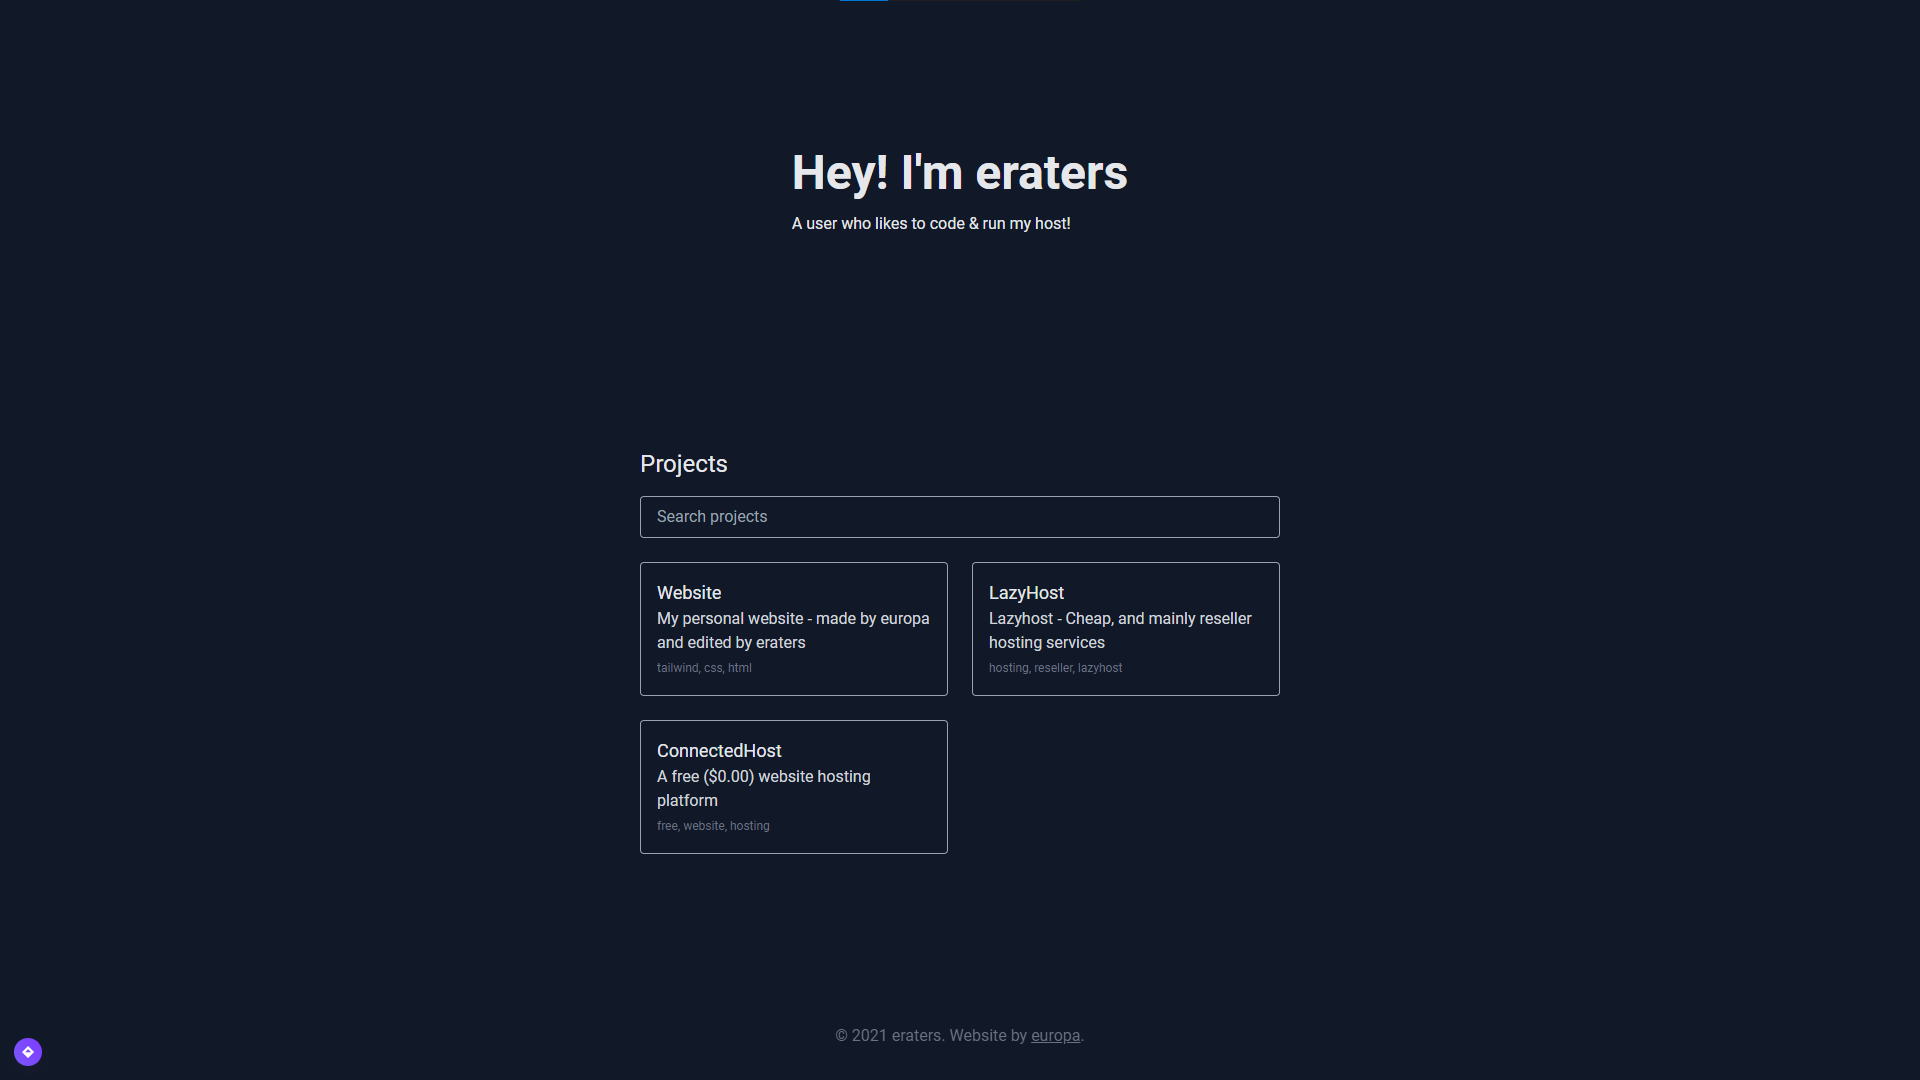 Hey! I'm eraters
A user who likes to code & run my host!
Projects
Search projects
Website
My personal website - made by europa
and edited by eraters
tailwind, css, html
LazyHost
Lazyhost - Cheap, and mainly reseller
hosting services
hosting, reseller, lazyhost
ConnectedHost
A free ($0.00) website hosting
platform
free, website, hosting
© 2021 eraters. Website by europa.